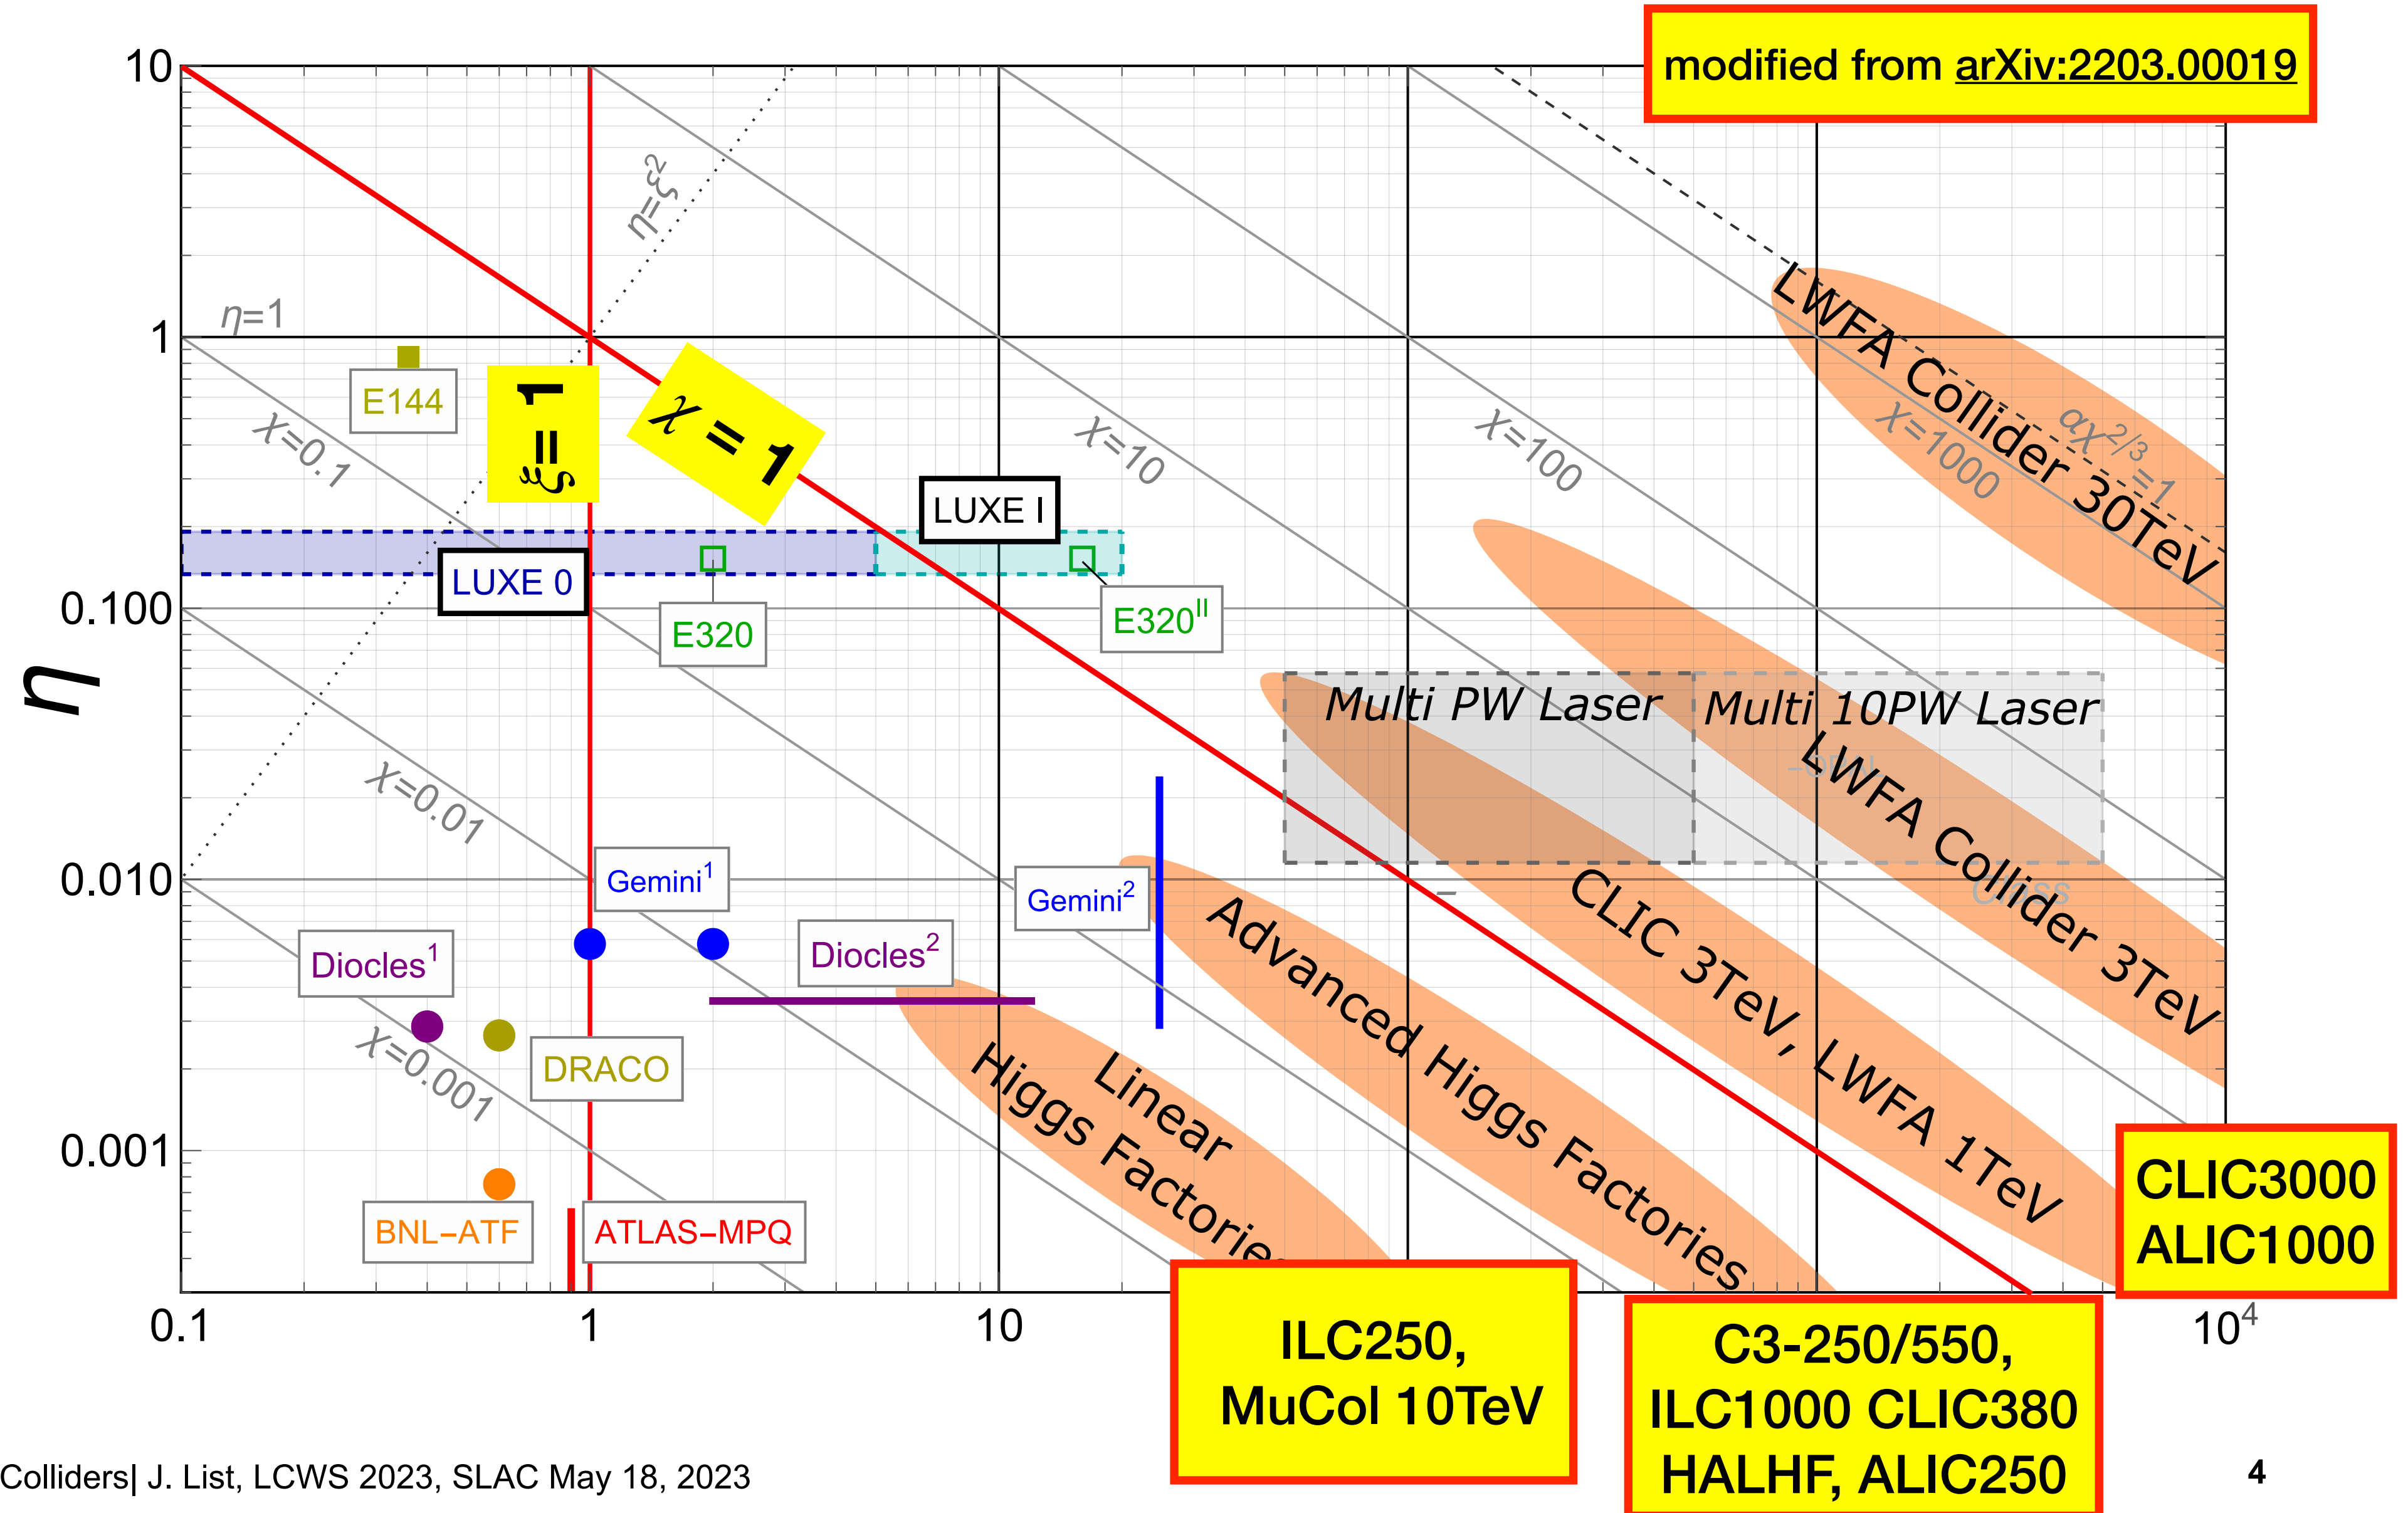 modified from arXiv:2203.00019
10
1
0.100
0.010
0.001
η
0.1
1
10
10⁴
η=ξ²
η=1
E144
ξ = 1
χ = 1
χ=0.1
χ=10
χ=100
χ=1000
αχ^2/3=1
LWFA Collider 30TeV
LUXE I
LUXE 0
E320
E320^II
Multi PW Laser
Multi 10PW Laser
LWFA Collider 3TeV
χ=0.01
Gemini¹
Gemini²
Diocles¹
Diocles²
CLIC 3TeV, LWFA 1TeV
Advanced Higgs Factories
Linear
Higgs Factories
DRACO
χ=0.001
BNL–ATF
ATLAS–MPQ
CLIC3000
ALIC1000
ILC250,
MuCol 10TeV
C3-250/550,
ILC1000 CLIC380
HALHF, ALIC250
Colliders| J. List, LCWS 2023, SLAC May 18, 2023
4